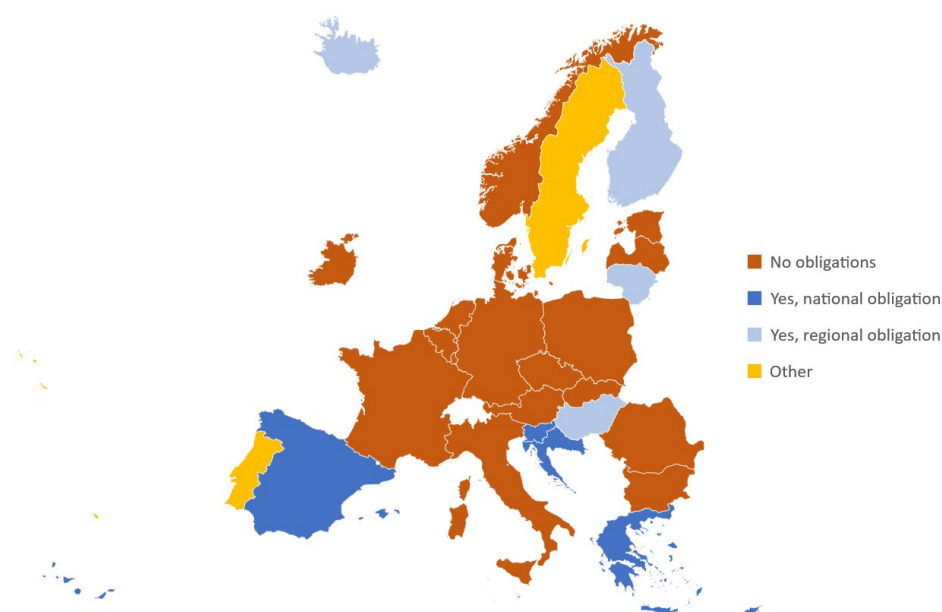 No obligations
Yes, national obligation
Yes, regional obligation
Other